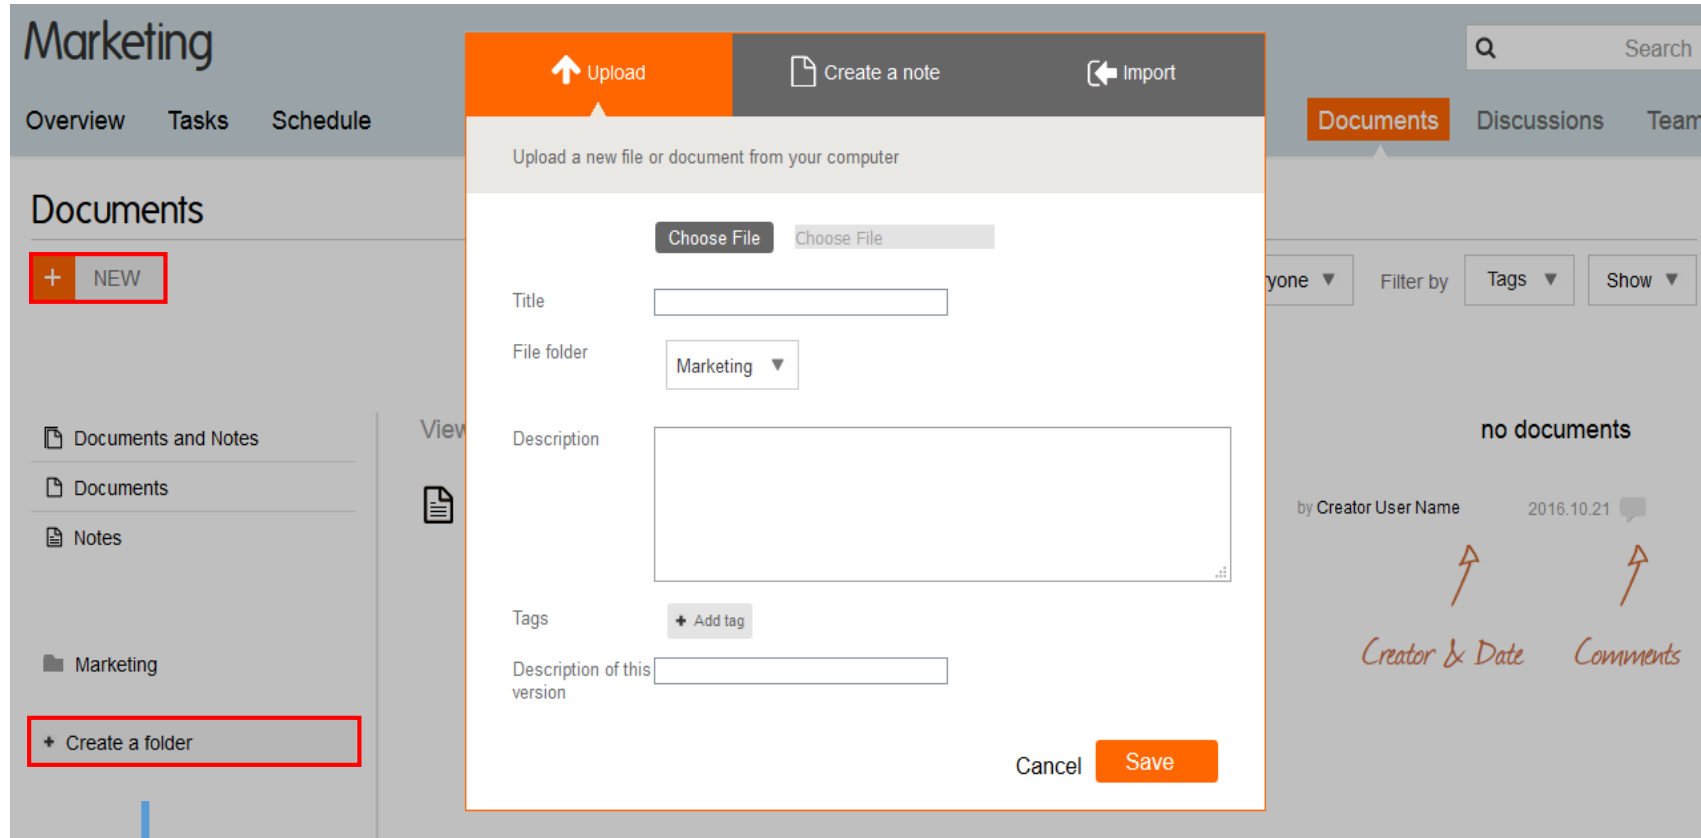 Marketing
Search
Overview Tasks Schedule
Documents Discussions Team
Upload Create a note Import
Upload a new file or document from your computer
Documents
+ NEW
yone ▼ Filter by Tags ▼ Show ▼
Choose File Choose File
Title
File folder Marketing ▼
Documents and Notes
Documents
Notes
Marketing
+ Create a folder
View
no documents
by Creator User Name 2016.10.21
Creator & Date Comments
Description
Tags + Add tag
Description of this
version
Cancel Save